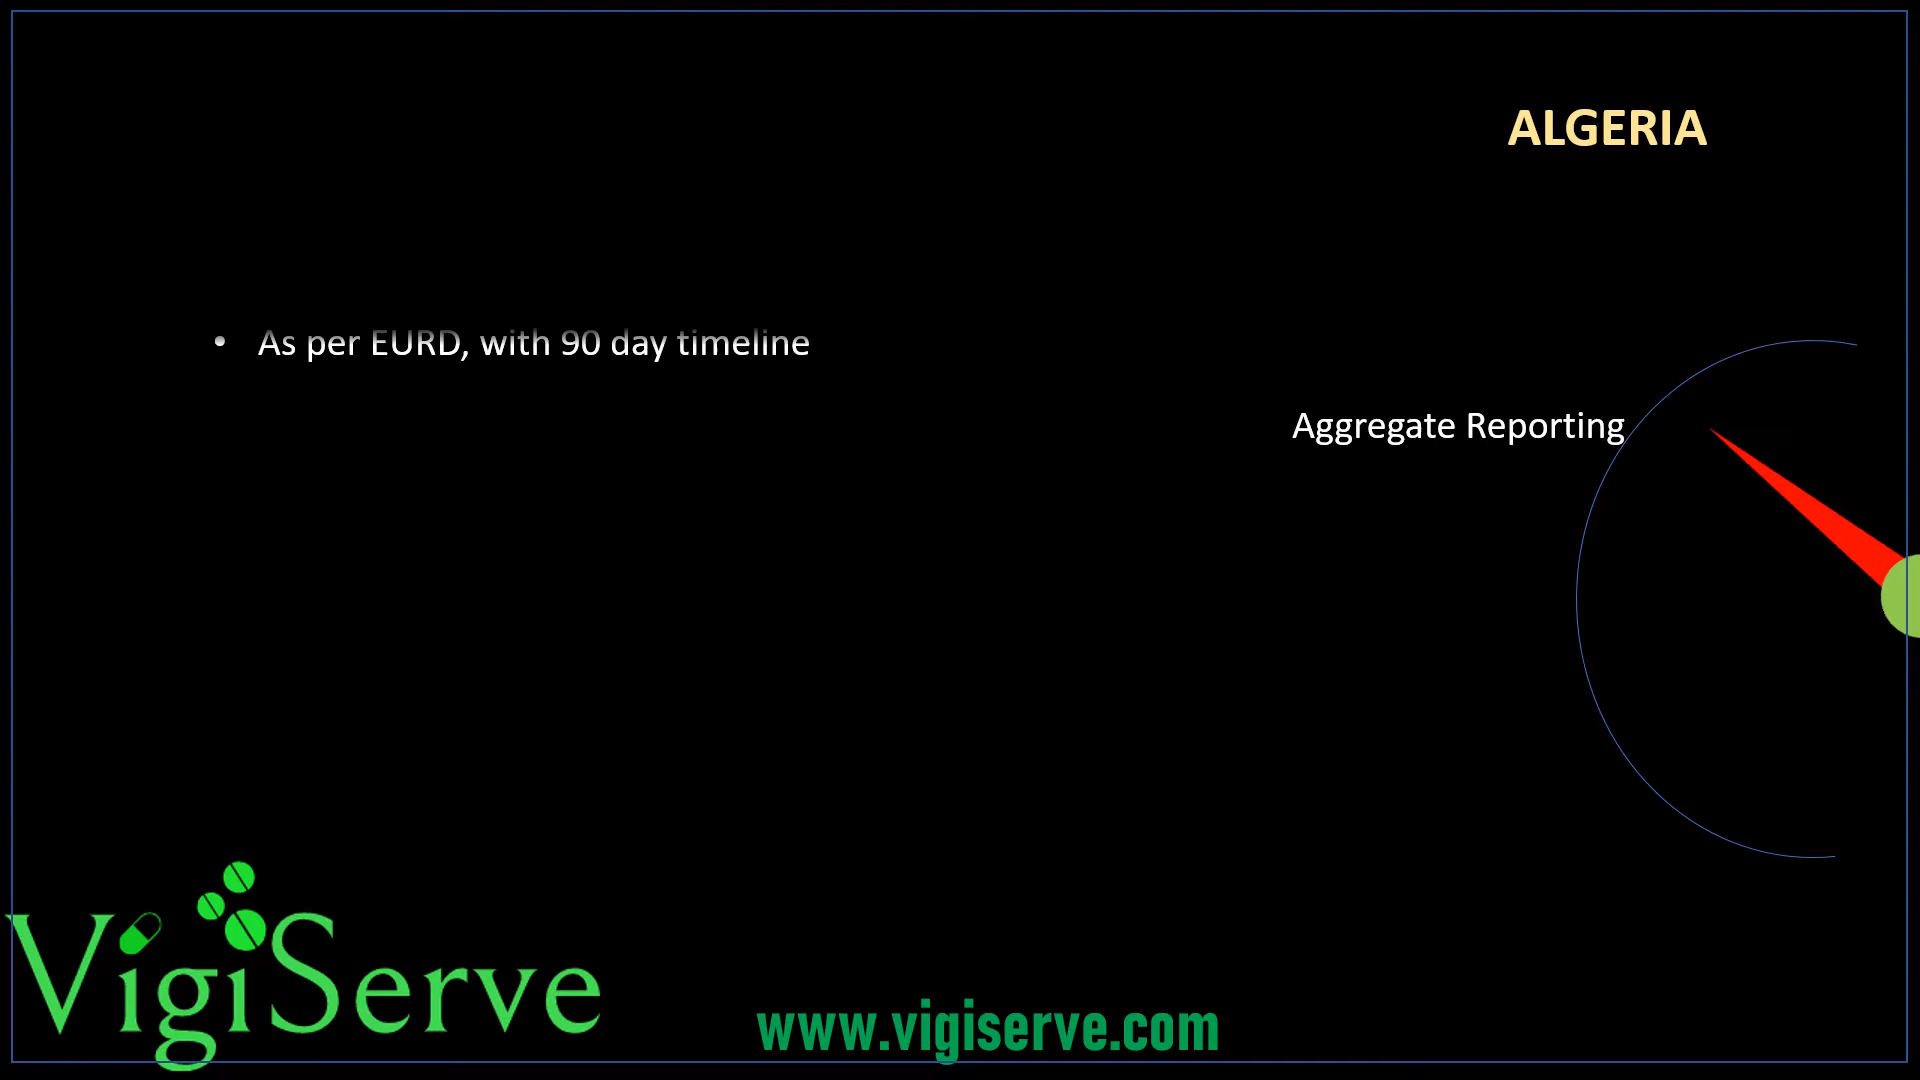 ALGERIA
• As per EURD, with 90 day timeline
Aggregate Reporting
VigiServe
www.vigiserve.com